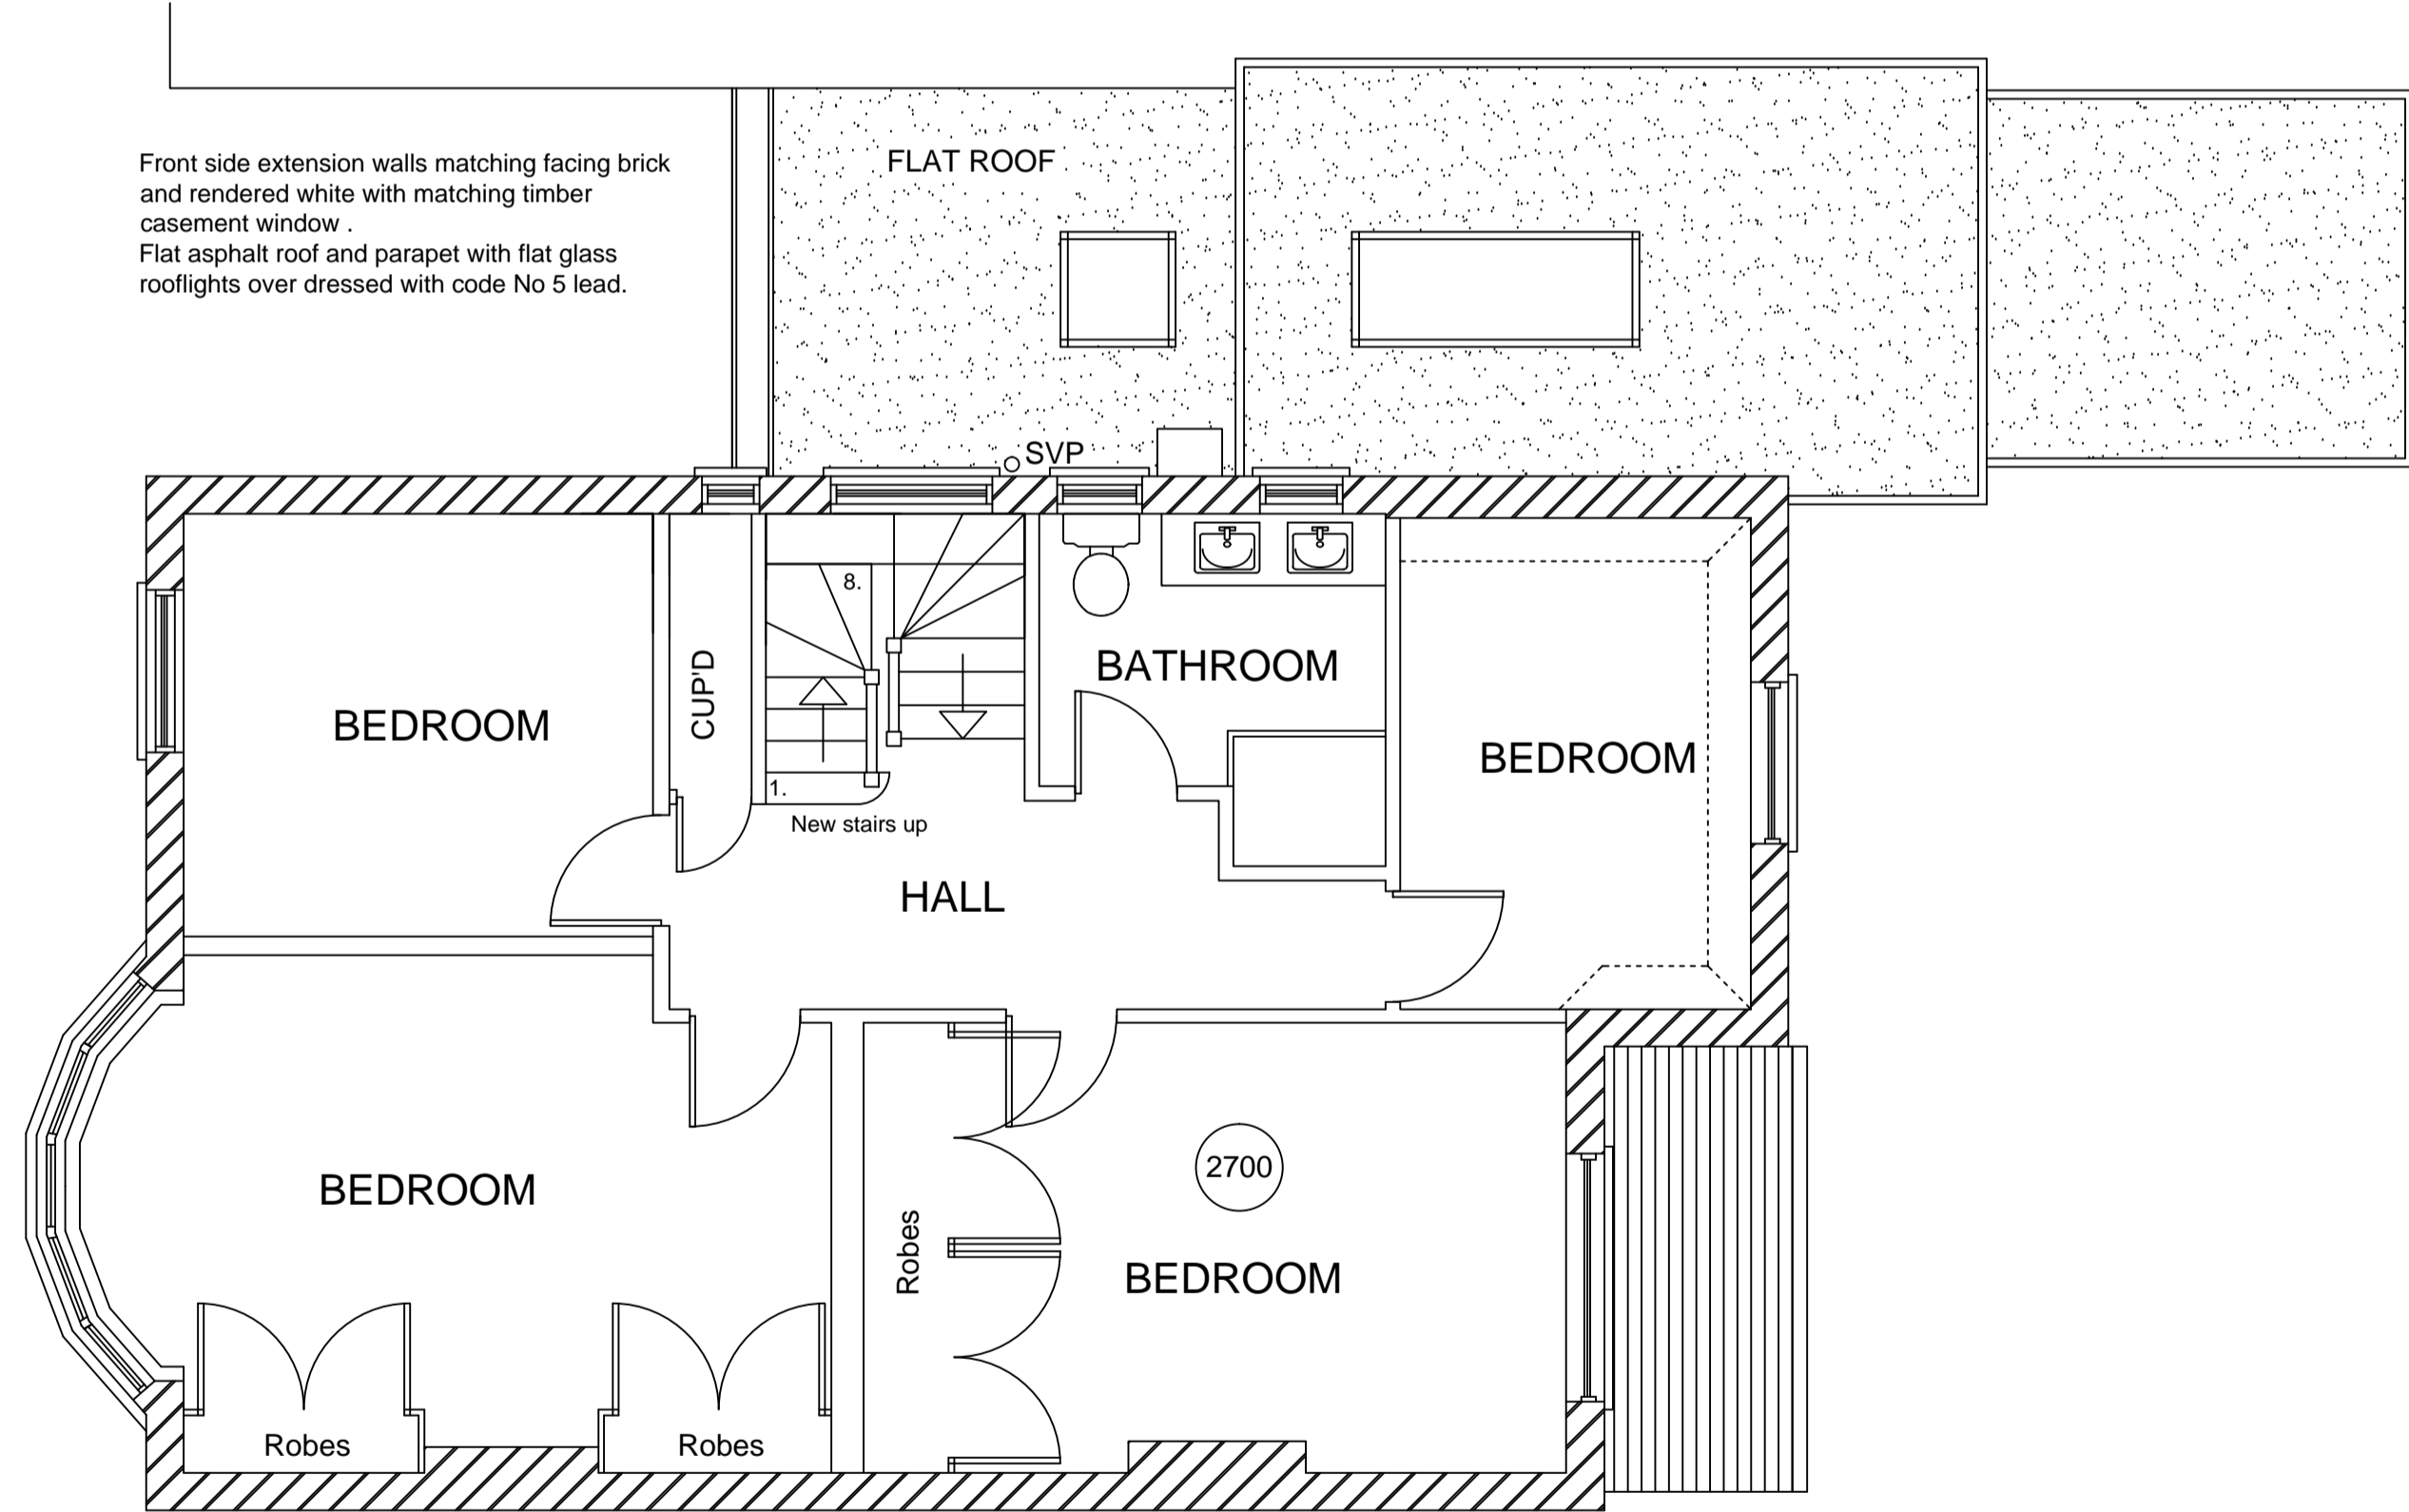 Front side extension walls matching facing brick
and rendered white with matching timber
casement window .
Flat asphalt roof and parapet with flat glass
rooflights over dressed with code No 5 lead.
FLAT ROOF
SVP
8.
CUP'D
BATHROOM
BEDROOM
BEDROOM
1.
New stairs up
HALL
2700
BEDROOM
Robes
BEDROOM
Robes
Robes